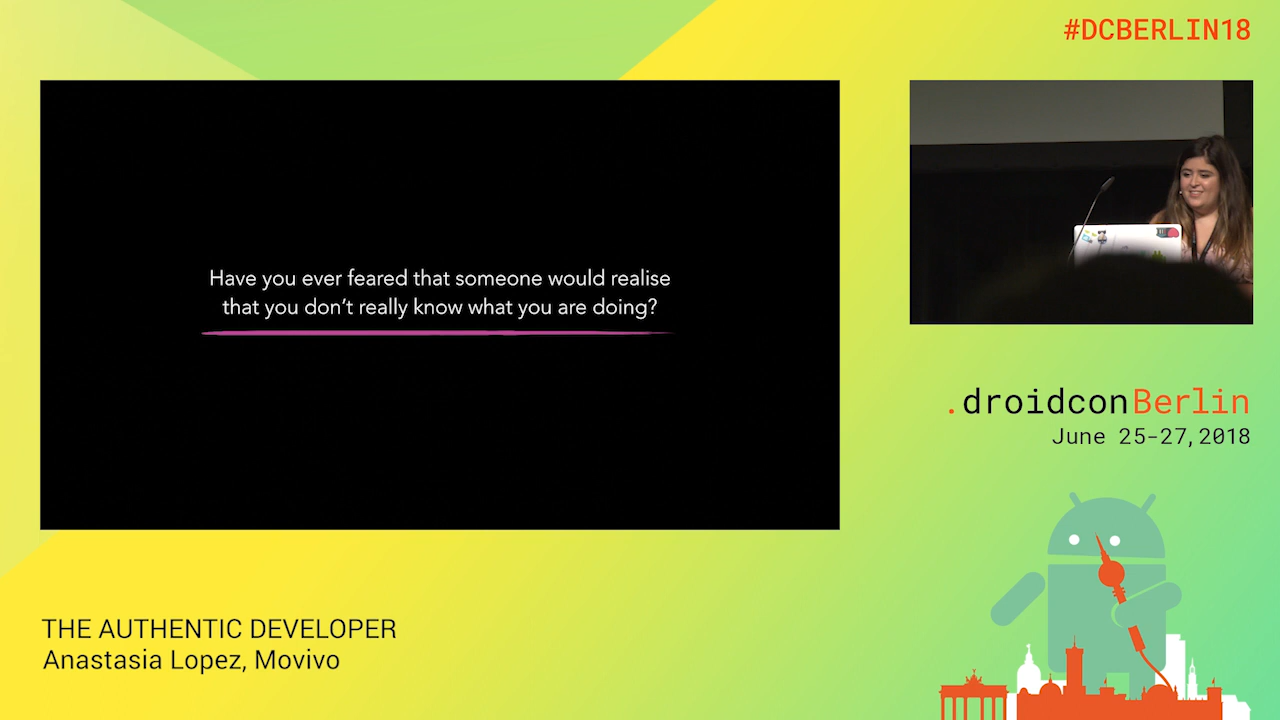 #DCBERLIN18
Have you ever feared that someone would realise
that you don’t really know what you are doing?
.droidconBerlin
June 25-27,2018
THE AUTHENTIC DEVELOPER
Anastasia Lopez, Movivo